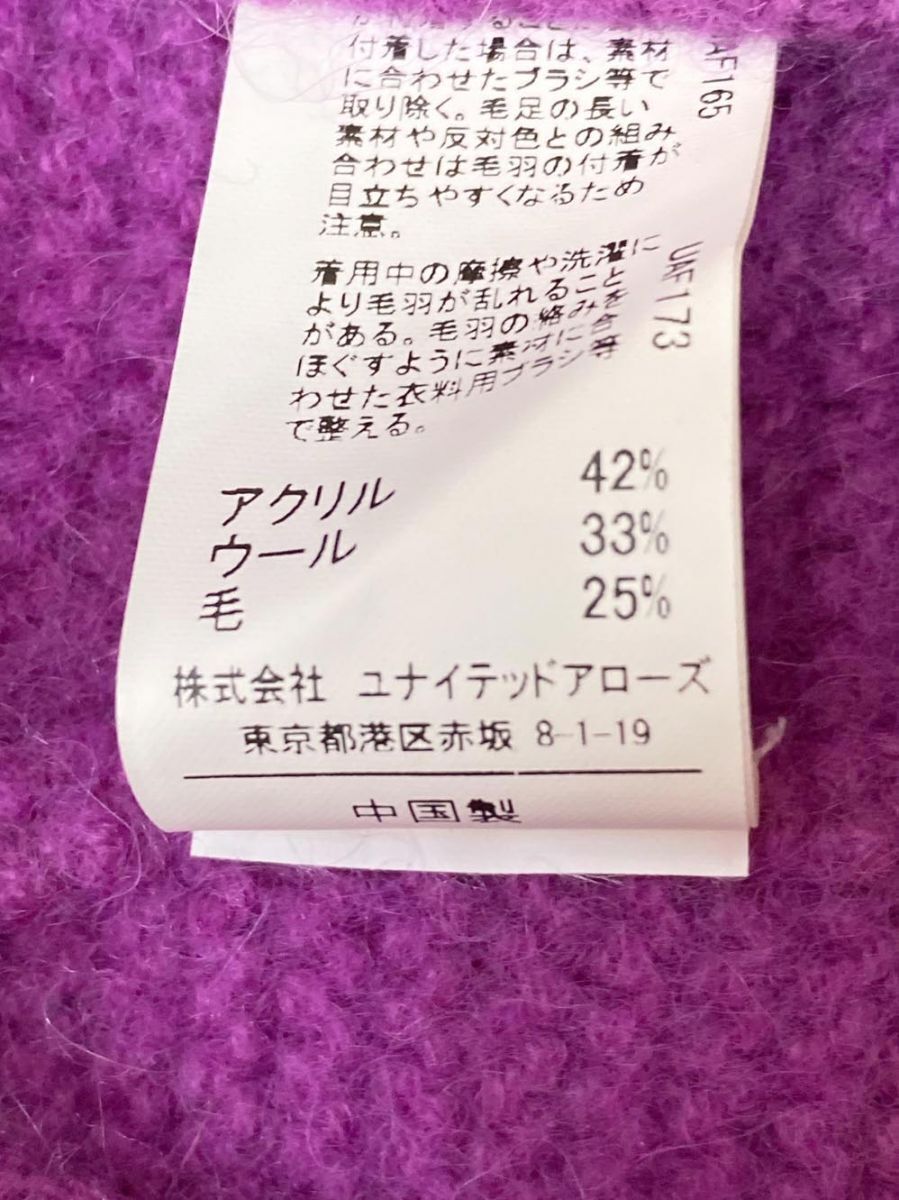 付着した場合は、素材
に合わせたブラシ等で
取り除く。毛足の長い
素材や反対色との組み
合わせは毛羽の付着が
目立ちやすくなるため
注意。
着用中の摩擦や洗濯に
より毛羽が乱れること
がある。毛羽の絡みを
ほぐすように素材に合
わせた衣料用ブラシ等
で整える。
F165
UAF173
アクリル 42%
ウール 33%
毛 25%
株式会社 ユナイテッドアローズ
東京都港区赤坂 8-1-19
中国製